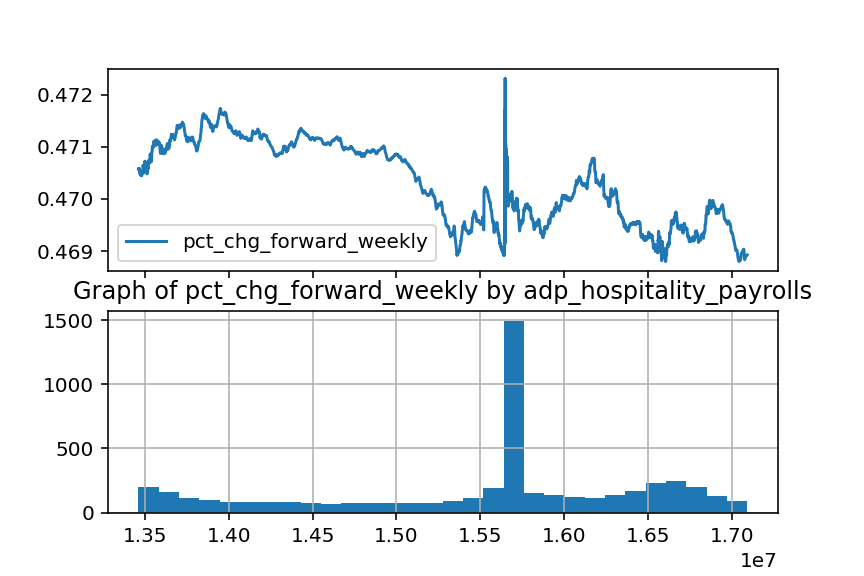 0.472
0.471
0.470
0.469
pct_chg_forward_weekly
Graph of pct_chg_forward_weekly by adp_hospitality_payrolls
1500
1000
500
0
1.35 1.40 1.45 1.50 1.55 1.60 1.65 1.70
1e7